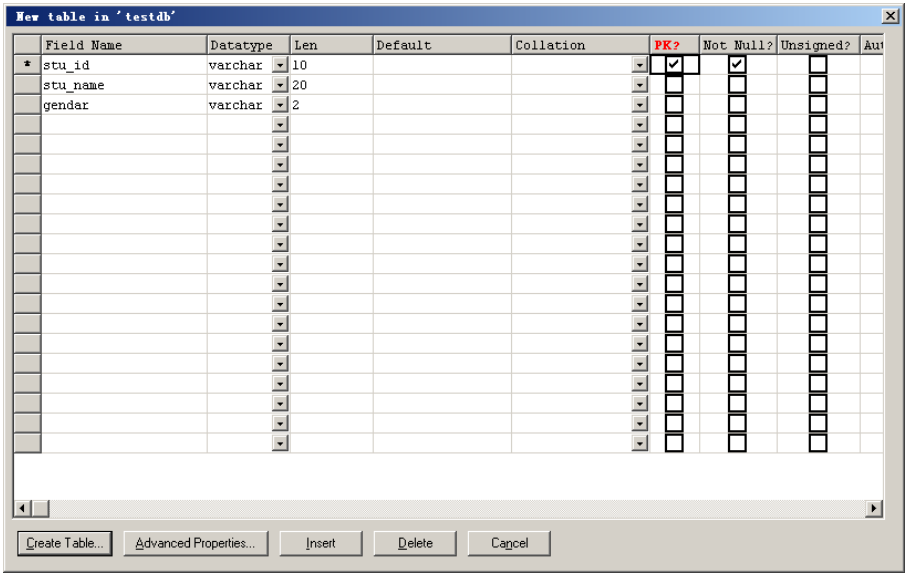 New table in 'testdb'
Field Name Datatype Len Default Collation PK? Not Null? Unsigned? Aut
* stu_id varchar 10
stu_name varchar 20
gendar varchar 2
Create Table... Advanced Properties... Insert Delete Cancel